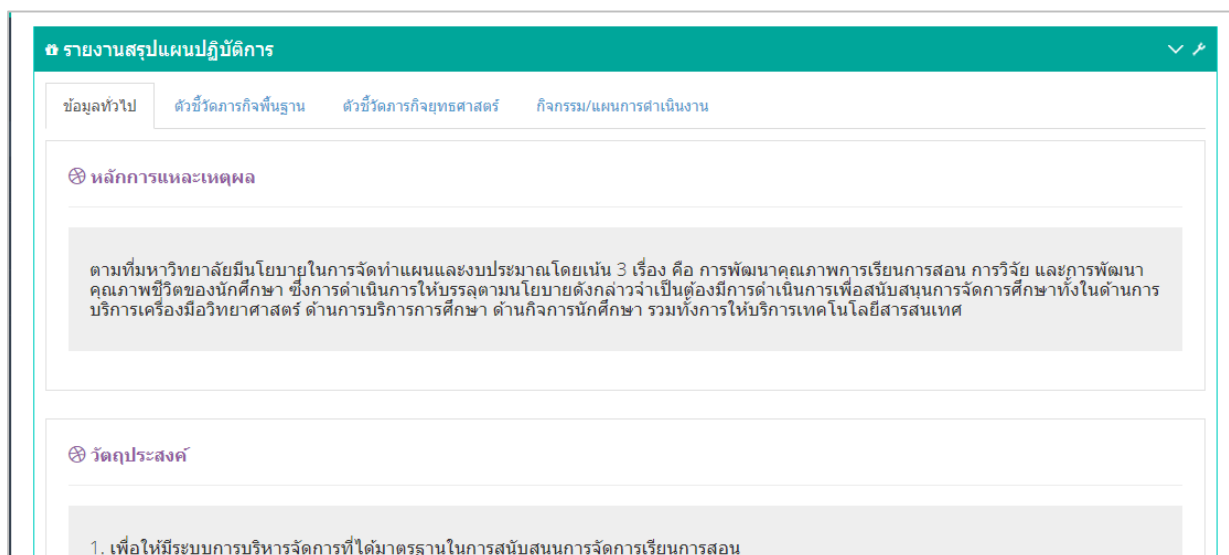 รายงานสรุปแผนปฏิบัติการ
ข้อมูลทั่วไป ตัวชี้วัดภารกิจพื้นฐาน ตัวชี้วัดภารกิจยุทธศาสตร์ กิจกรรม/แผนการดำเนินงาน
หลักการแหละเหตุผล
ตามที่มหาวิทยาลัยมีนโยบายในการจัดทำแผนและงบประมาณโดยเน้น 3 เรื่อง คือ การพัฒนาคุณภาพการเรียนการสอน การวิจัย และการพัฒนา
คุณภาพชีวิตของนักศึกษา ซึ่งการดำเนินการให้บรรลุตามนโยบายดังกล่าวจำเป็นต้องมีการดำเนินการเพื่อสนับสนุนการจัดการศึกษาทั้งในด้านการ
บริการเครื่องมือวิทยาศาสตร์ ด้านการบริการการศึกษา ด้านกิจการนักศึกษา รวมทั้งการให้บริการเทคโนโลยีสารสนเทศ
วัตถุประสงค์
1. เพื่อให้มีระบบการบริหารจัดการที่ได้มาตรฐานในการสนับสนุนการจัดการเรียนการสอน